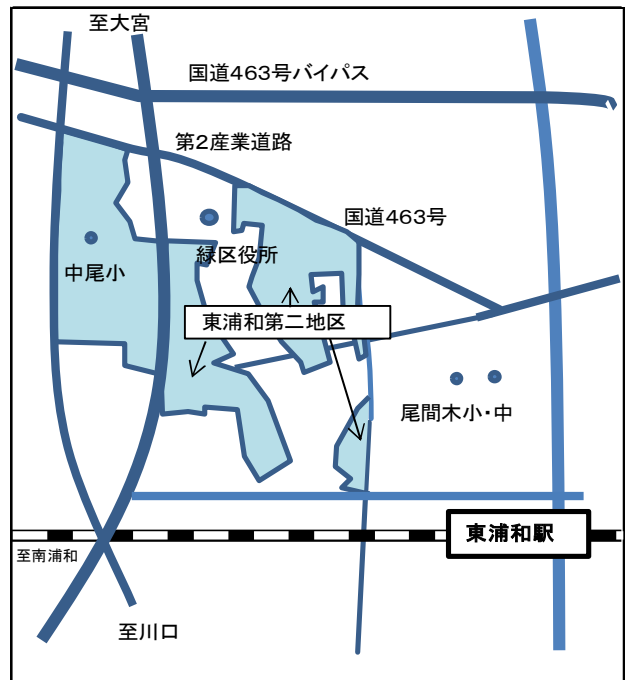 至大宮
国道463号バイパス
第2産業道路
国道463号
緑区役所
中尾小
東浦和第二地区
尾間木小・中
東浦和駅
至南浦和
至川口